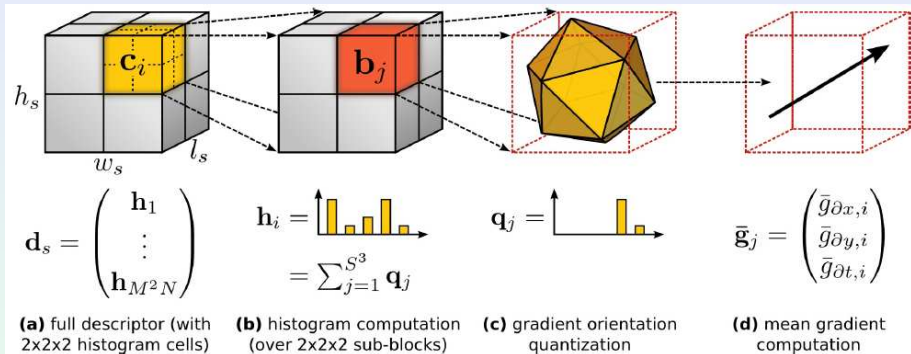 c_i
b_j
h_s
w_s
l_s
d_s = ( h_1 ⋮ h_{M^2 N} )
h_i =
= ∑_{j=1}^{S^3} q_j
q_j =
ḡ_j = ( ḡ_{∂x,i} ḡ_{∂y,i} ḡ_{∂t,i} )
(a) full descriptor (with
2x2x2 histogram cells)
(b) histogram computation
(over 2x2x2 sub-blocks)
(c) gradient orientation
quantization
(d) mean gradient
computation